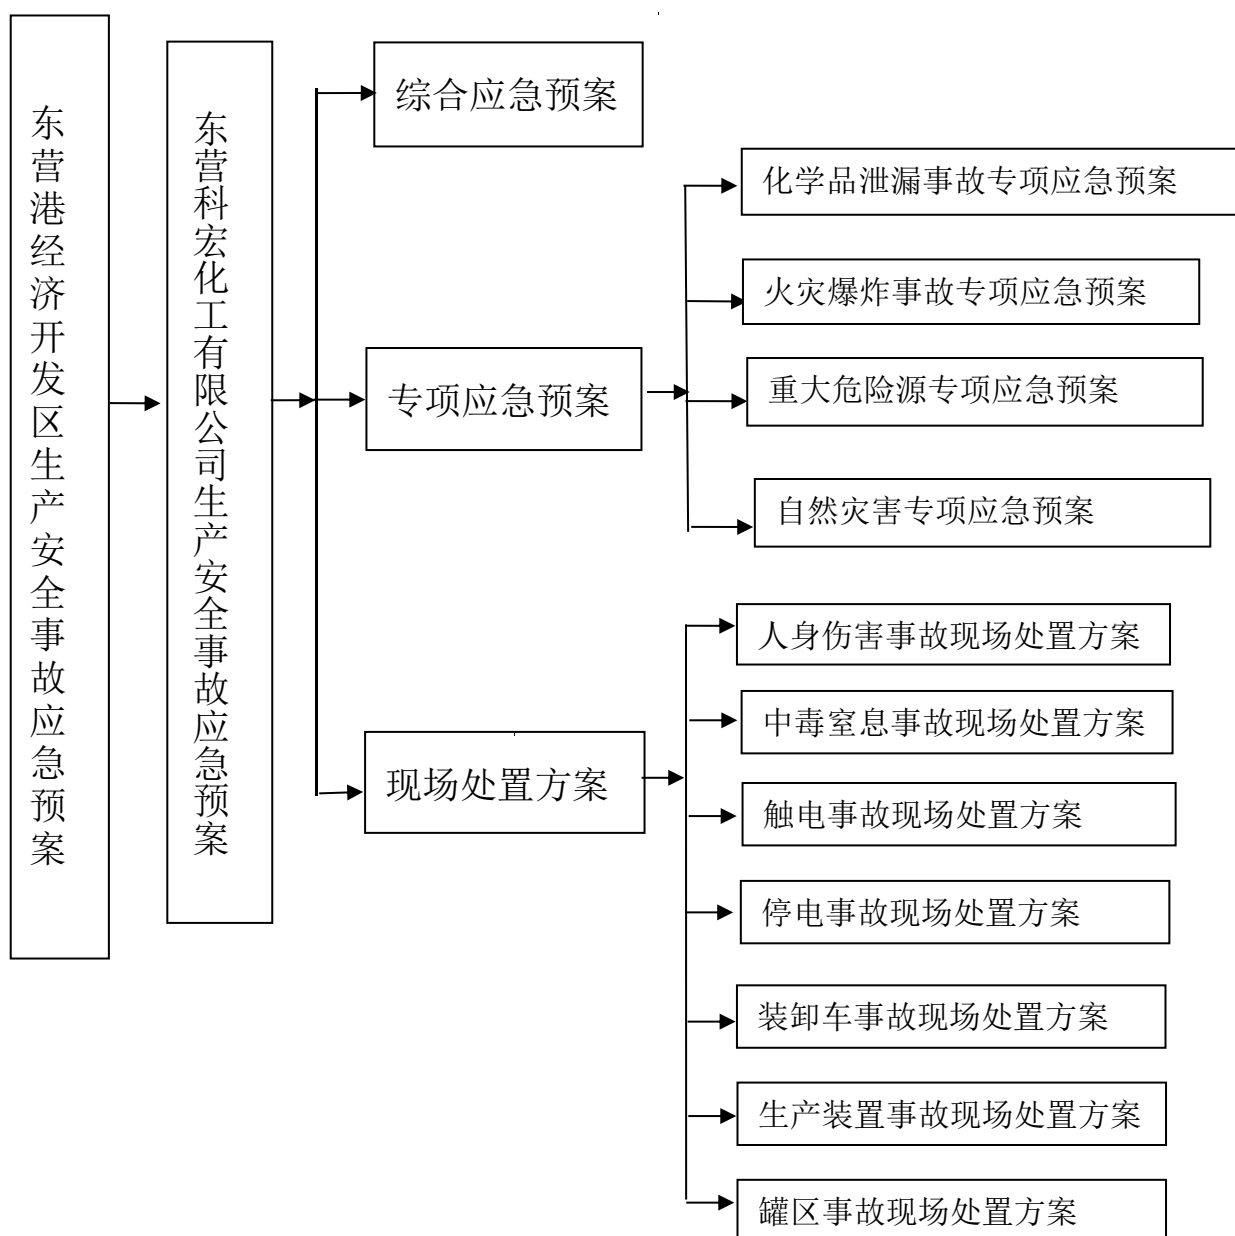 东营港经济开发区生产安全事故应急预案
东营科宏化工有限公司生产安全事故应急预案
综合应急预案
专项应急预案
化学品泄漏事故专项应急预案
火灾爆炸事故专项应急预案
重大危险源专项应急预案
自然灾害专项应急预案
现场处置方案
人身伤害事故现场处置方案
中毒窒息事故现场处置方案
触电事故现场处置方案
停电事故现场处置方案
装卸车事故现场处置方案
生产装置事故现场处置方案
罐区事故现场处置方案